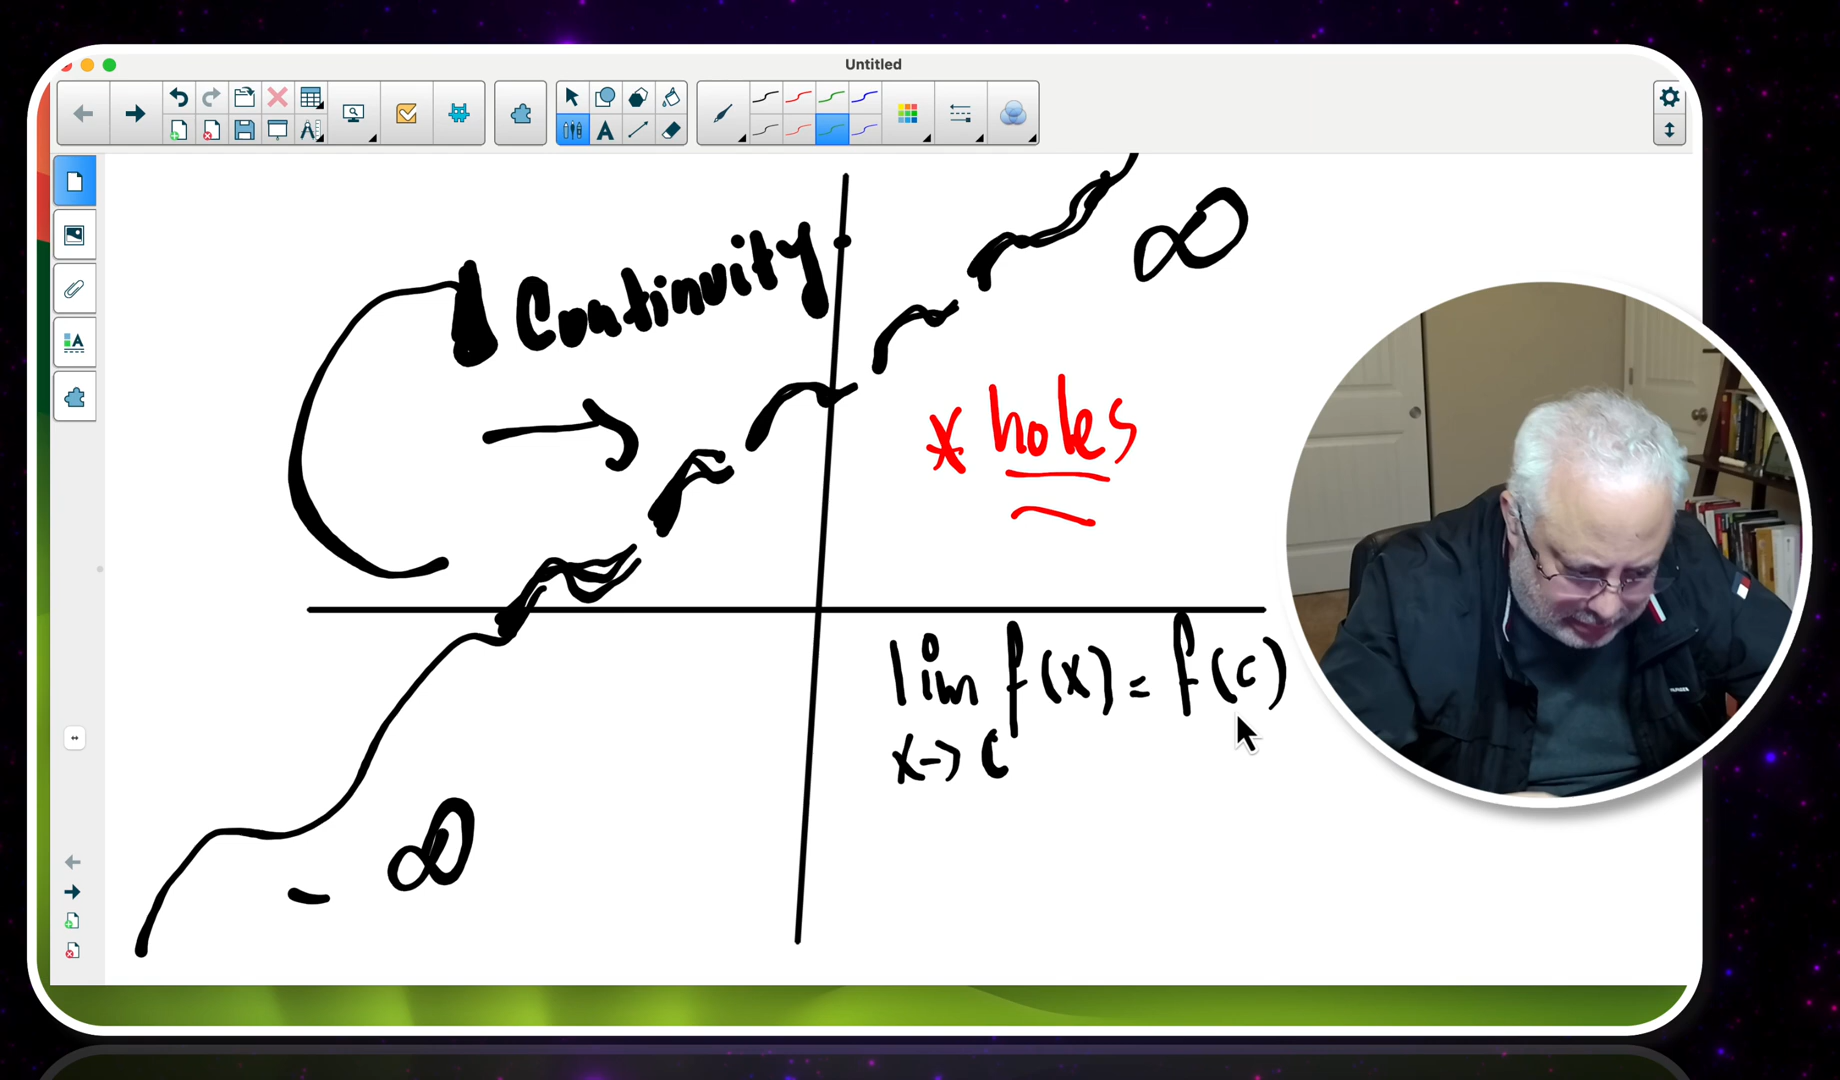 Untitled
Continuity
∞
* holes
lim f(x) = f(c)
x→ c
- ∞